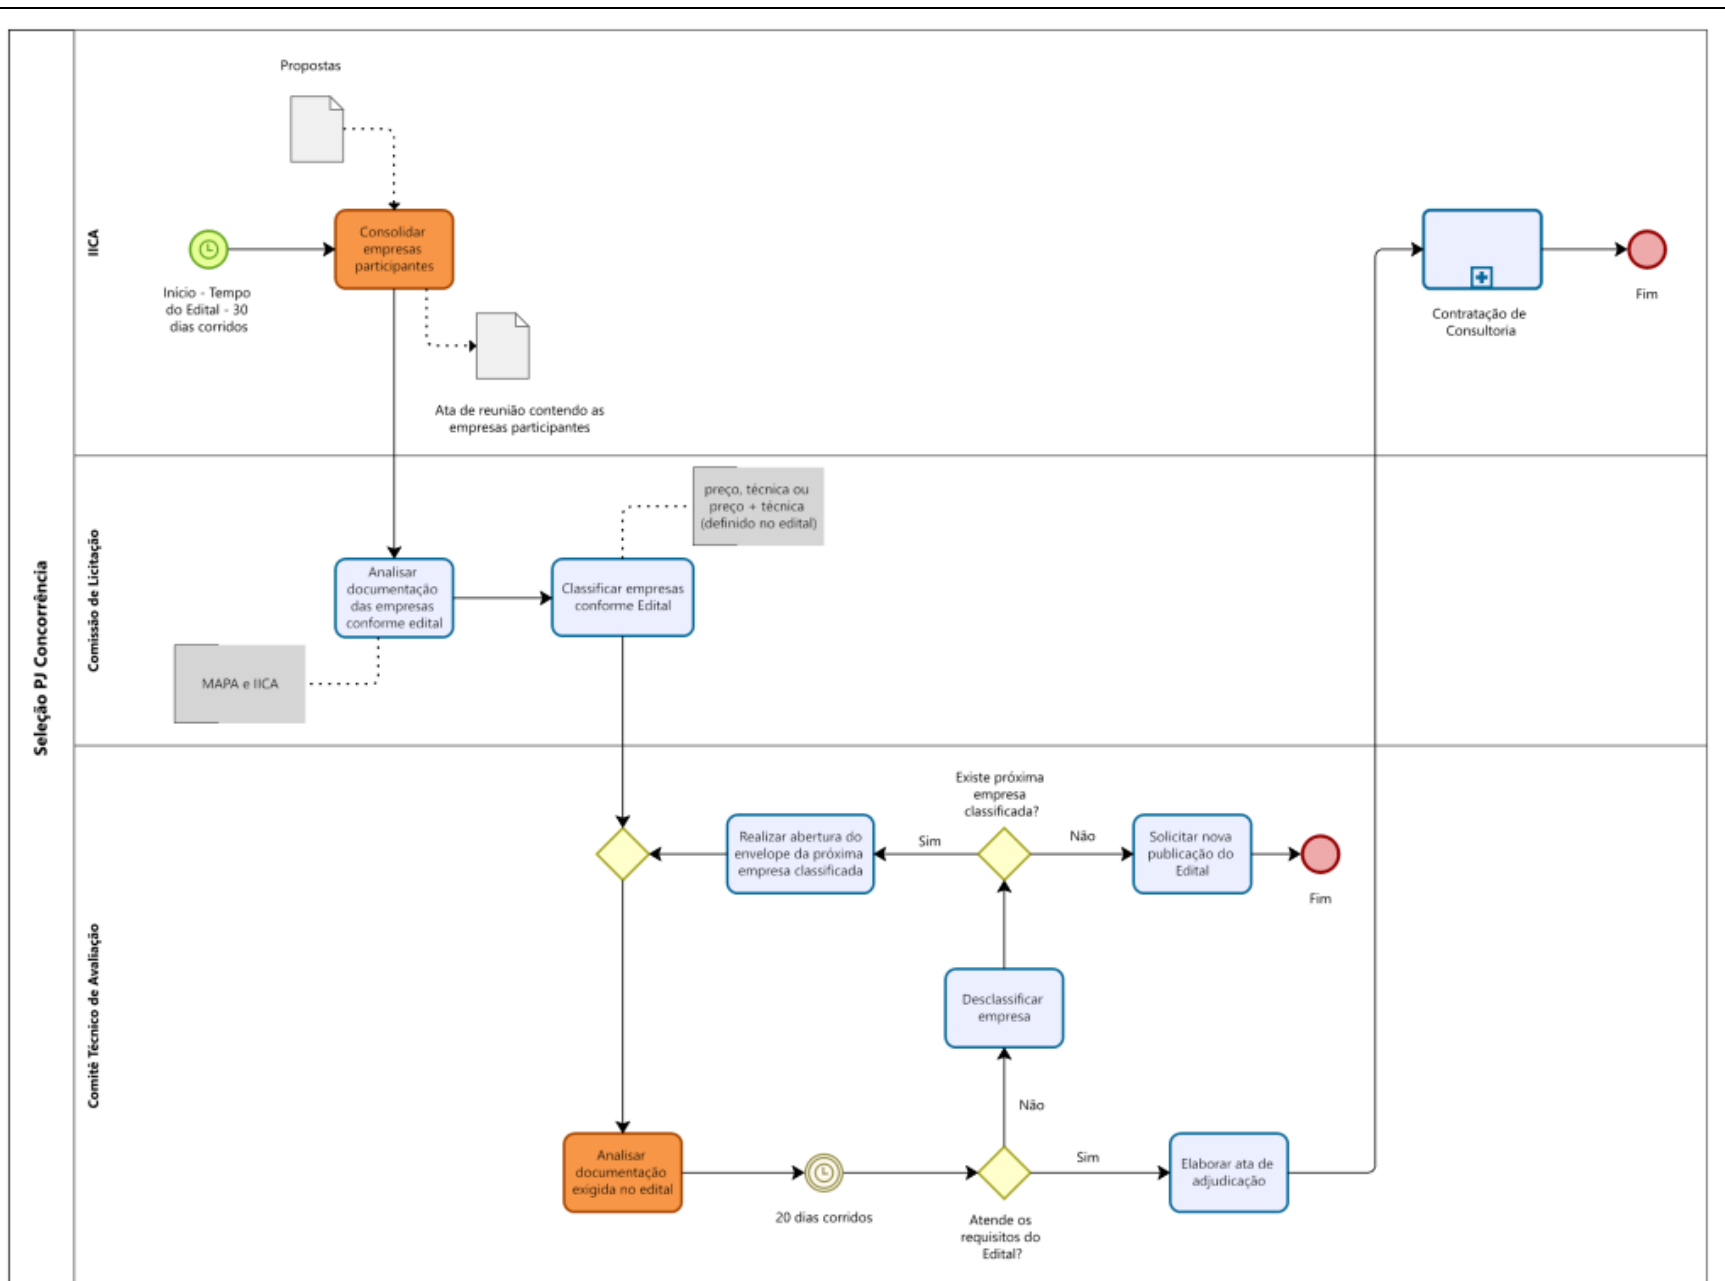 Seleção PJ Concorrência
IICA
Propostas
Consolidar
empresas
participantes
Início - Tempo
do Edital - 30
dias corridos
Ata de reunião contendo as
empresas participantes
Contratação de
Consultoria
Fim
Comissão de Licitação
preço, técnica ou
preço + técnica
(definido no edital)
Analisar
documentação
das empresas
conforme edital
Classificar empresas
conforme Edital
MAPA e IICA
Comitê Técnico de Avaliação
Existe próxima
empresa
classificada?
Realizar abertura do
envelope da próxima
empresa classificada
Sim
Não
Solicitar nova
publicação do
Edital
Fim
Desclassificar
empresa
Não
Analisar
documentação
exigida no edital
20 dias corridos
Atende os
requisitos do
Edital?
Sim
Elaborar ata de
adjudicação